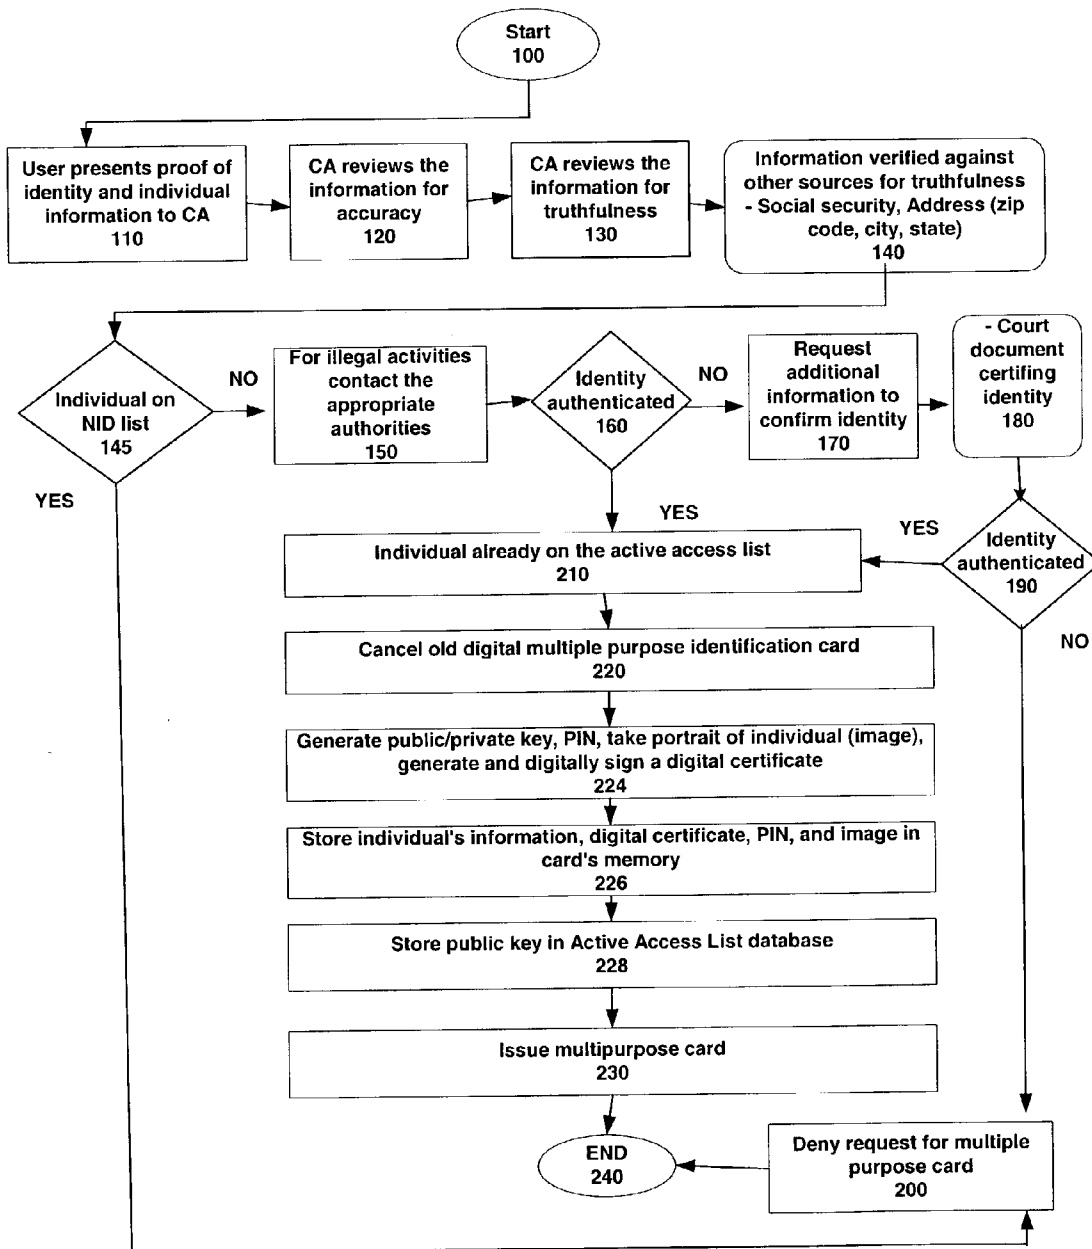 Start
100
User presents proof of
identity and individual
information to CA
110
CA reviews the
information for
accuracy
120
CA reviews the
information for
truthfulness
130
Information verified against
other sources for truthfulness
- Social security, Address (zip
code, city, state)
140
Individual on
NID list
145
NO
YES
For illegal activities
contact the
appropriate
authorities
150
Identity
authenticated
160
NO
YES
Request
additional
information to
confirm identity
170
- Court
document
certifing
identity
180
Identity
authenticated
190
YES
NO
Individual already on the active access list
210
Cancel old digital multiple purpose identification card
220
Generate public/private key, PIN, take portrait of individual (image),
generate and digitally sign a digital certificate
224
Store individual's information, digital certificate, PIN, and image in
card's memory
226
Store public key in Active Access List database
228
Issue multipurpose card
230
END
240
Deny request for multiple
purpose card
200